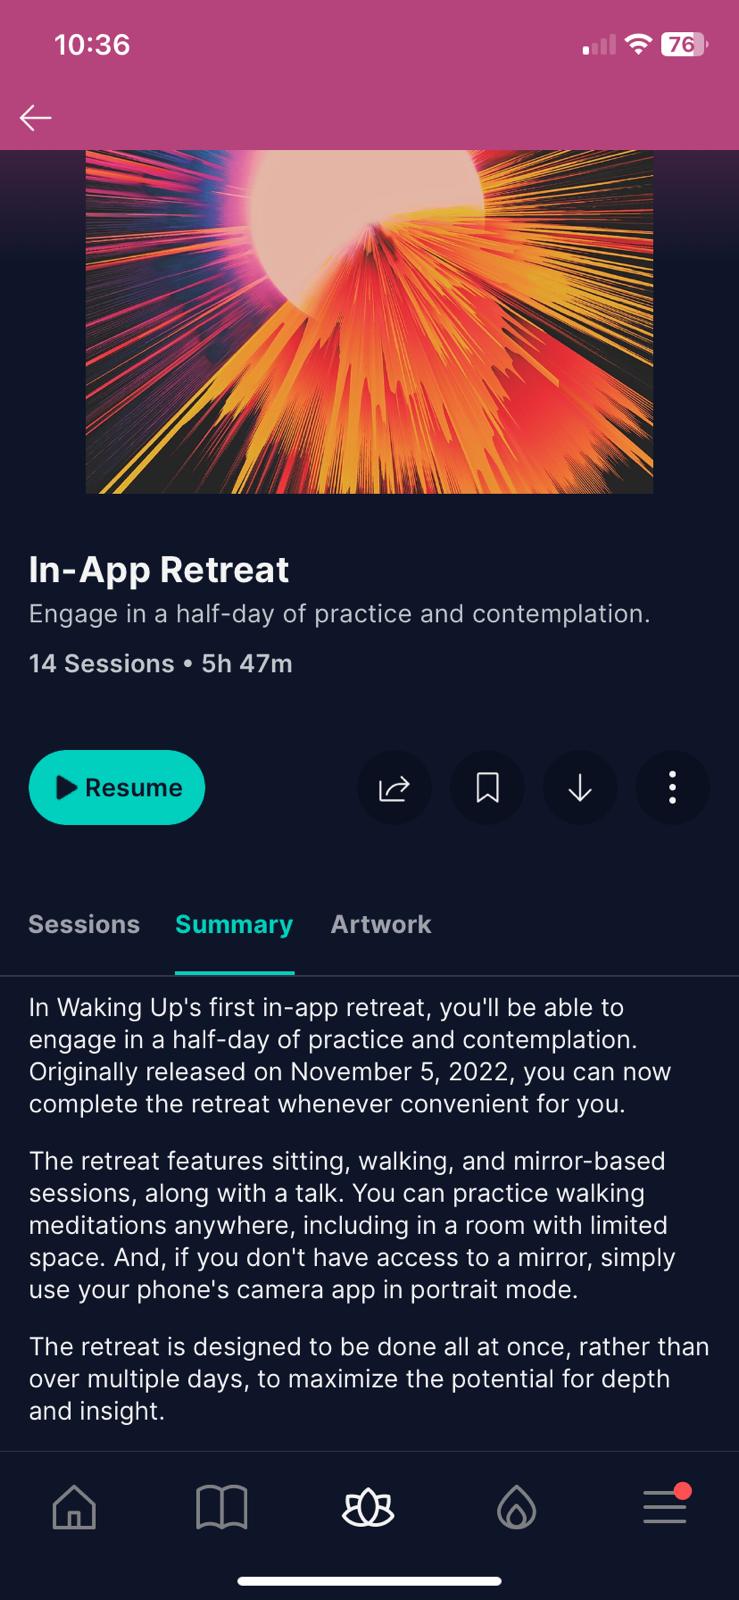 10:36
76
In-App Retreat
Engage in a half-day of practice and contemplation.
14 Sessions • 5h 47m
Resume
Sessions Summary Artwork
In Waking Up's first in-app retreat, you'll be able to
engage in a half-day of practice and contemplation.
Originally released on November 5, 2022, you can now
complete the retreat whenever convenient for you.
The retreat features sitting, walking, and mirror-based
sessions, along with a talk. You can practice walking
meditations anywhere, including in a room with limited
space. And, if you don't have access to a mirror, simply
use your phone's camera app in portrait mode.
The retreat is designed to be done all at once, rather than
over multiple days, to maximize the potential for depth
and insight.